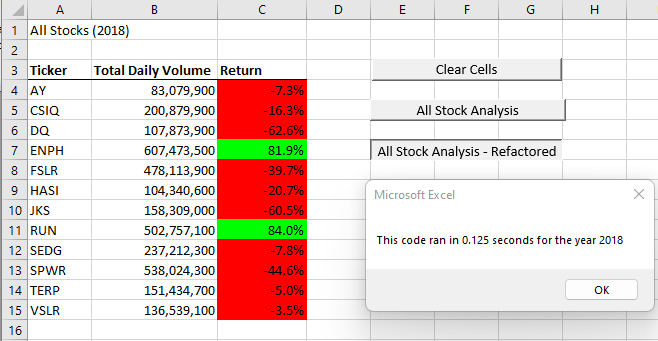 A B C D E F G H
1 All Stocks (2018)
2
3 Ticker Total Daily Volume Return Clear Cells
4 AY 83,079,900 -7.3%
5 CSIQ 200,879,900 -16.3% All Stock Analysis
6 DQ 107,873,900 -62.6%
7 ENPH 607,473,500 81.9% All Stock Analysis - Refactored
8 FSLR 478,113,900 -39.7%
9 HASI 104,340,600 -20.7%
10 JKS 158,309,000 -60.5%
11 RUN 502,757,100 84.0%
12 SEDG 237,212,300 -7.8%
13 SPWR 538,024,300 -44.6%
14 TERP 151,434,700 -5.0%
15 VSLR 136,539,100 -3.5%
16
Microsoft Excel
This code ran in 0.125 seconds for the year 2018
OK